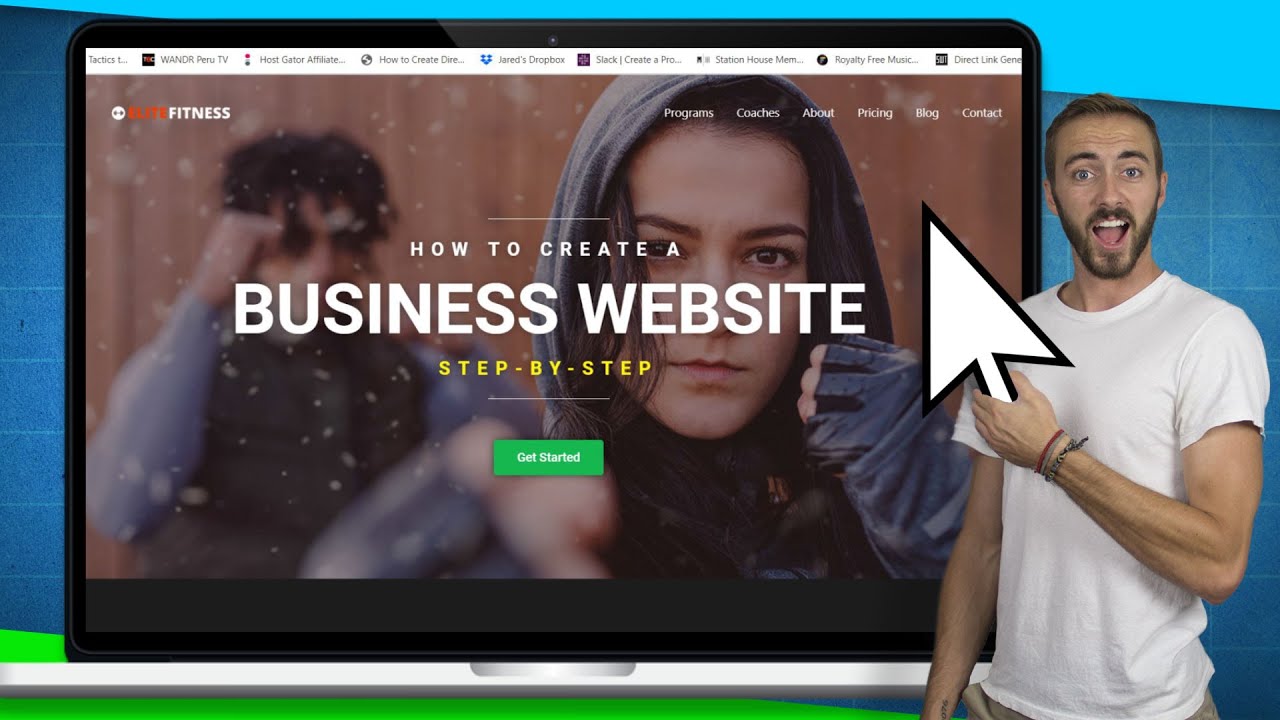 Tactics t... WANDR Peru TV Host Gator Affiliate... How to Create Dire... Jared's Dropbox Slack | Create a Pro... Station House Mem... Royalty Free Music... Direct Link Gene
ELITEFITNESS Programs Coaches About Pricing Blog Contact
HOW TO CREATE A
BUSINESS WEBSITE
STEP-BY-STEP
Get Started